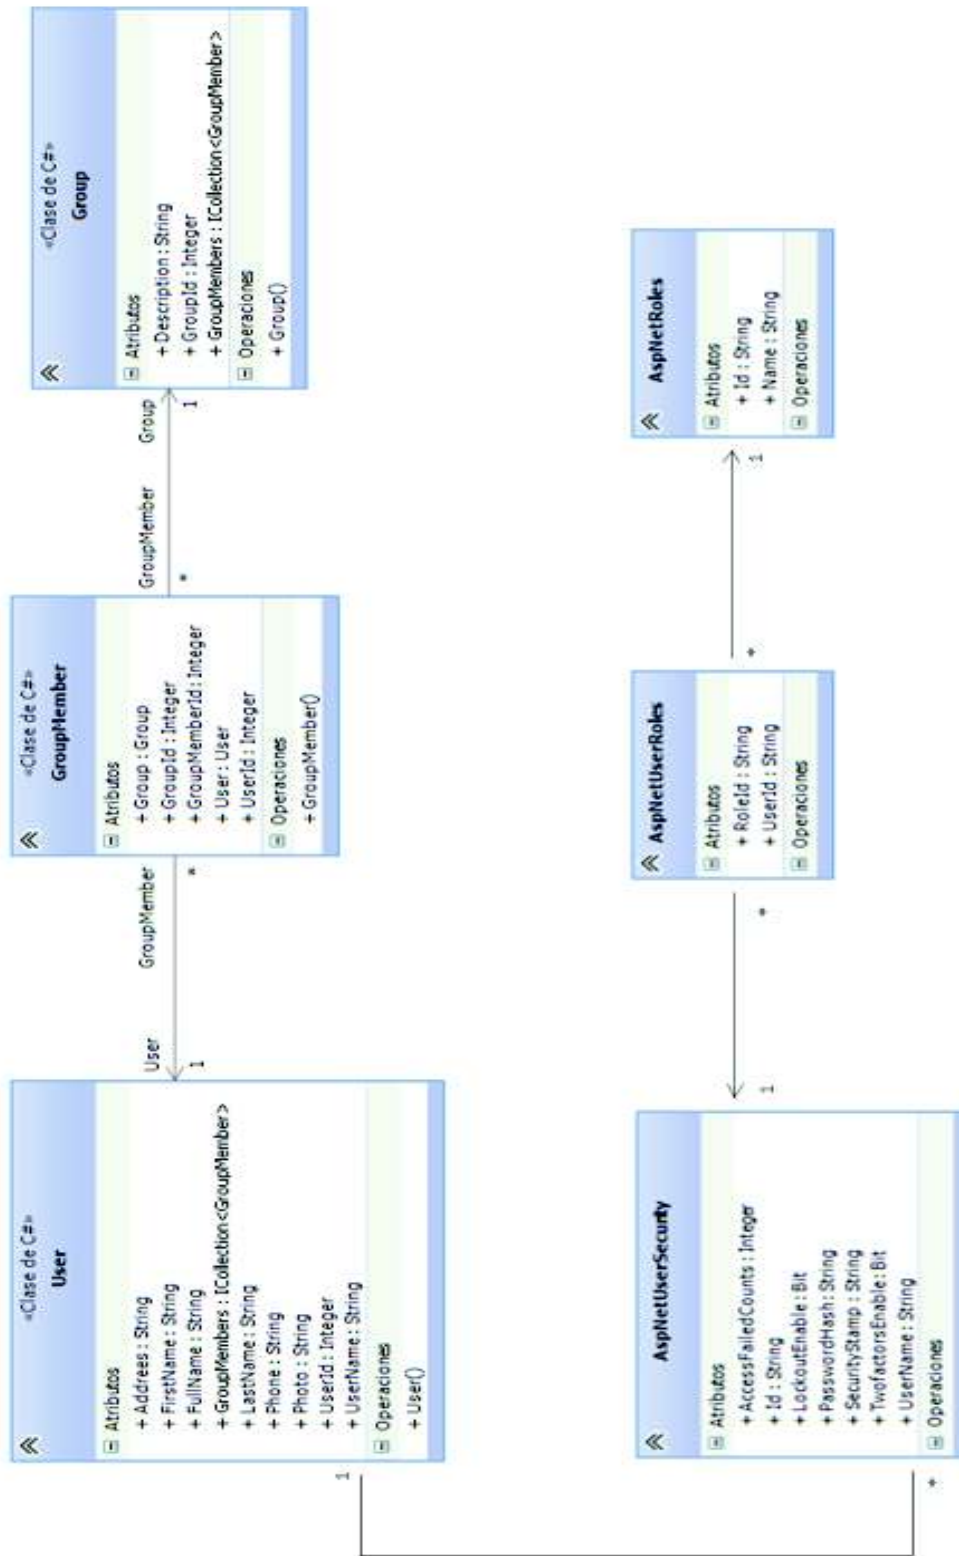 «Clase de C#»
User
Atributos
+ Addrees : String
+ FirstName : String
+ FullName : String
+ GroupMembers : ICollection<GroupMember>
+ LastName : String
+ Phone : String
+ Photo : String
+ UserId : Integer
+ UserName : String
Operaciones
+ User()
User
1
GroupMember
*
«Clase de C#»
GroupMember
Atributos
+ Group : Group
+ GroupId : Integer
+ GroupMemberId : Integer
+ User : User
+ UserId : Integer
Operaciones
+ GroupMember()
GroupMember
*
Group
1
«Clase de C#»
Group
Atributos
+ Description : String
+ GroupId : Integer
+ GroupMembers : ICollection<GroupMember>
Operaciones
+ Group()
1
*
AspNetUserSecurity
Atributos
+ AccessFailedCounts : Integer
+ Id : String
+ LockoutEnable : Bit
+ PasswordHash : String
+ SecurityStamp : String
+ TwofactorsEnable : Bit
+ UserName : String
Operaciones
1
*
AspNetUserRoles
Atributos
+ RoleId : String
+ UserId : String
Operaciones
*
1
AspNetRoles
Atributos
+ Id : String
+ Name : String
Operaciones